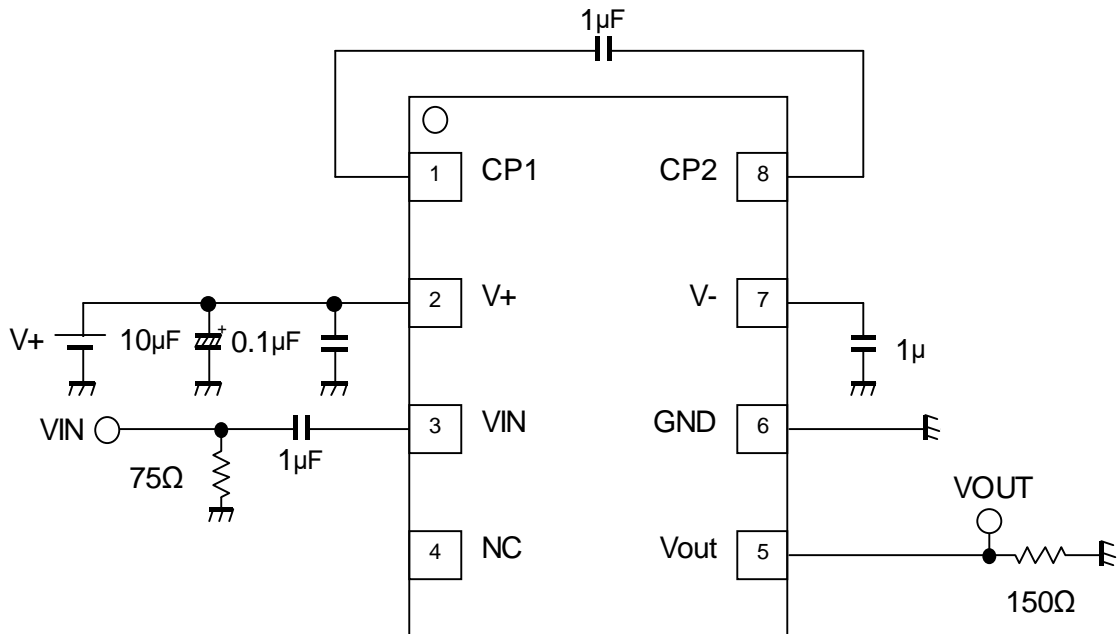 1µF
1 CP1 CP2 8
2 V+ V- 7
V+ 10µF + 0.1µF 1µ
VIN 3 VIN GND 6
1µF
75Ω
VOUT
4 NC Vout 5
150Ω